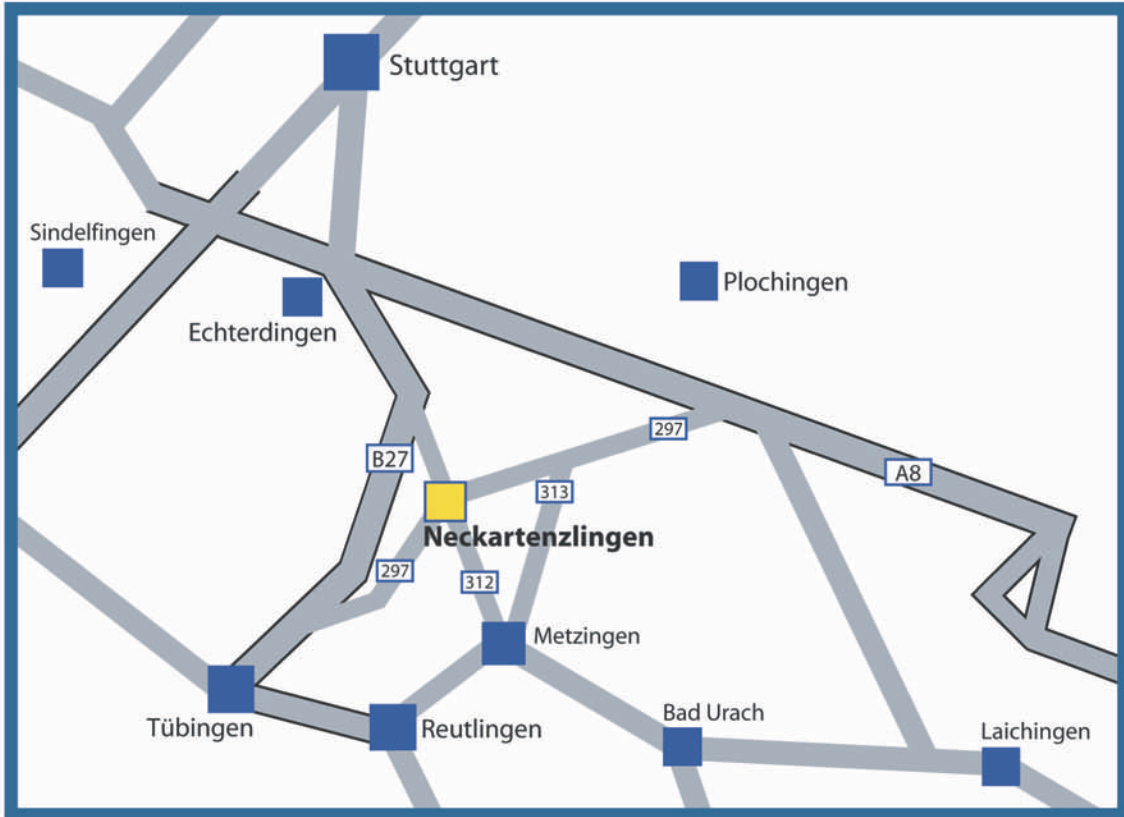 Stuttgart
Sindelfingen
Plochingen
Echterdingen
297
B27
A8
313
Neckartenzlingen
297
312
Metzingen
Bad Urach
Tübingen
Reutlingen
Laichingen